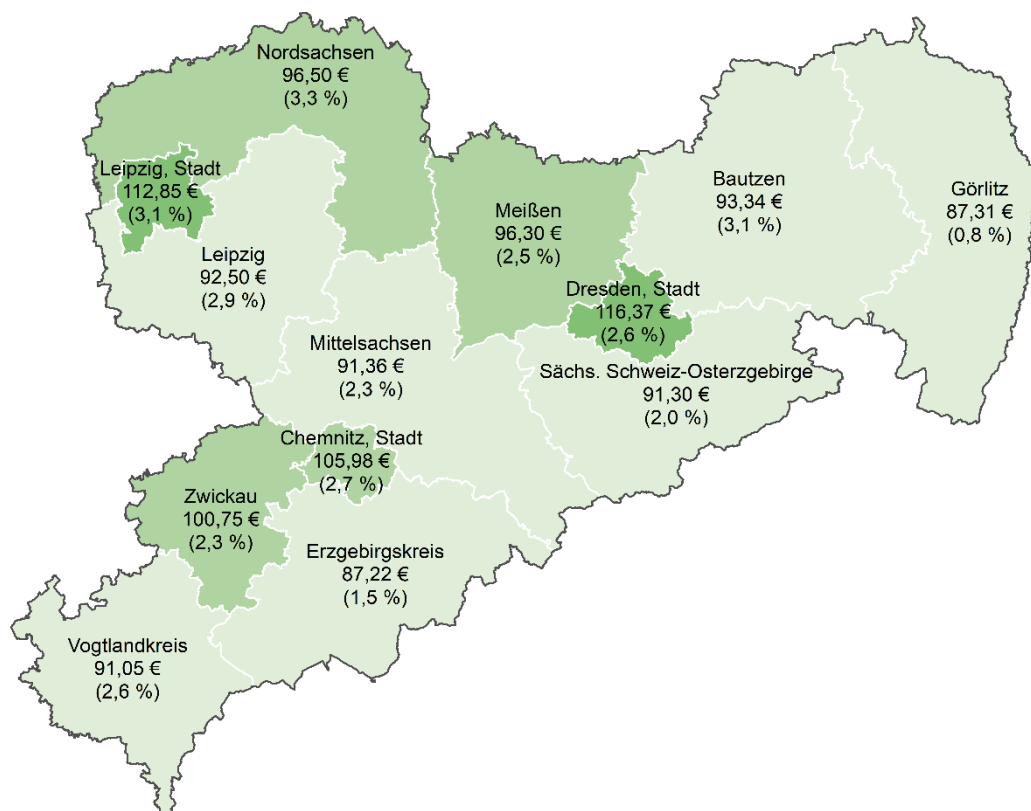 Nordsachsen
96,50 €
(3,3 %)
Leipzig, Stadt
112,85 €
(3,1 %)
Leipzig
92,50 €
(2,9 %)
Meißen
96,30 €
(2,5 %)
Bautzen
93,34 €
(3,1 %)
Görlitz
87,31 €
(0,8 %)
Dresden, Stadt
116,37 €
(2,6 %)
Mittelsachsen
91,36 €
(2,3 %)
Sächs. Schweiz-Osterzgebirge
91,30 €
(2,0 %)
Chemnitz, Stadt
105,98 €
(2,7 %)
Zwickau
100,75 €
(2,3 %)
Erzgebirgskreis
87,22 €
(1,5 %)
Vogtlandkreis
91,05 €
(2,6 %)